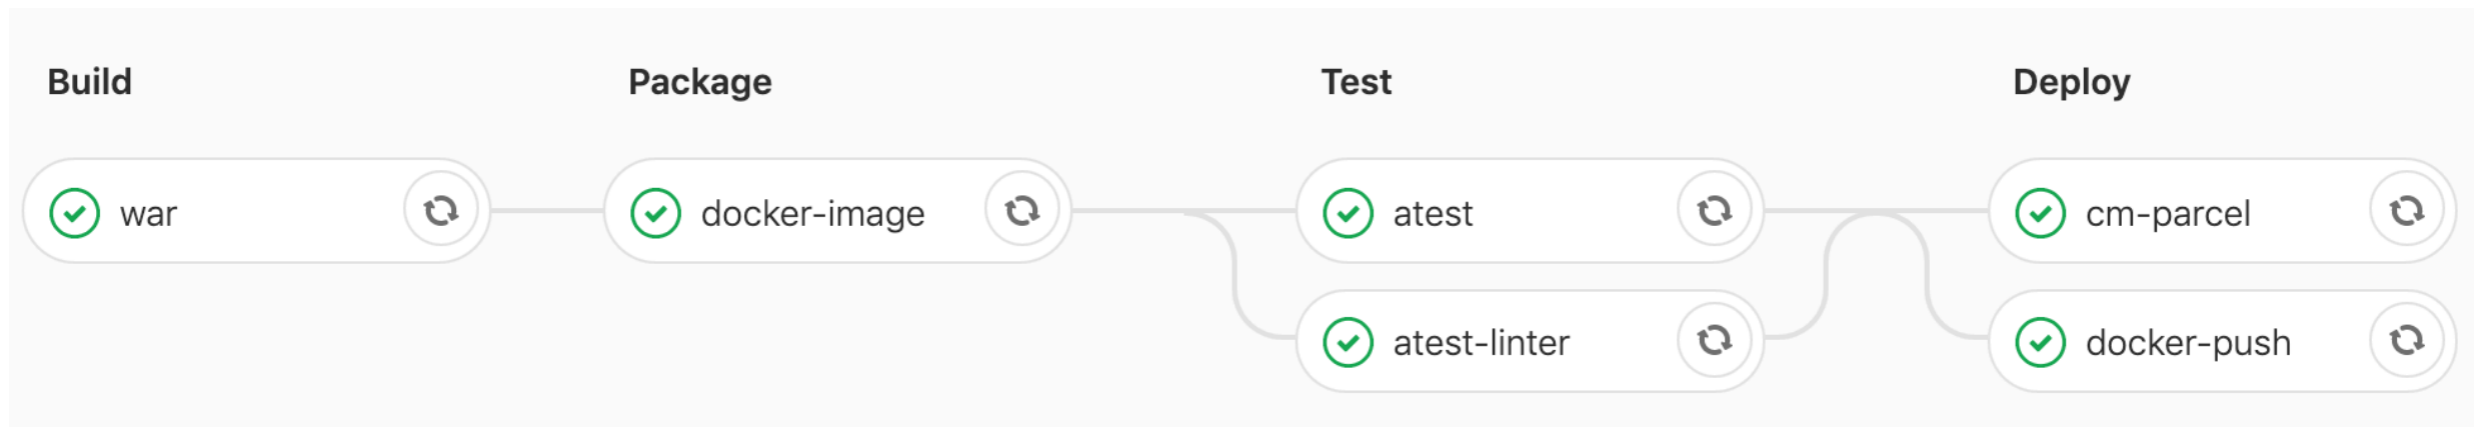 Build
Package
Test
Deploy
war
docker-image
atest
cm-parcel
atest-linter
docker-push